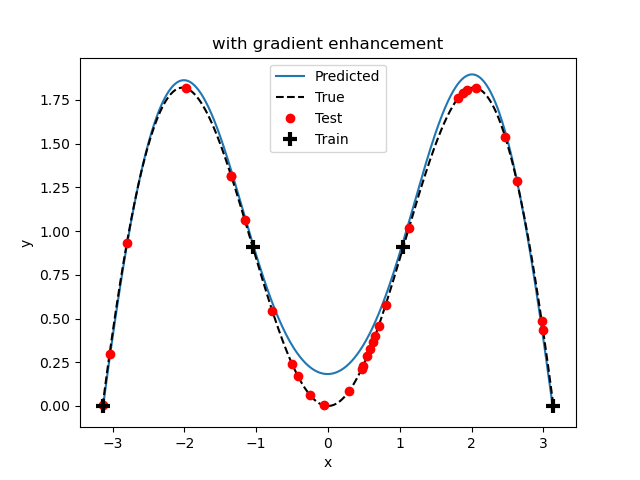 with gradient enhancement
Predicted
True
Test
Train
y
1.75
1.50
1.25
1.00
0.75
0.50
0.25
0.00
−3
−2
−1
0
1
2
3
x